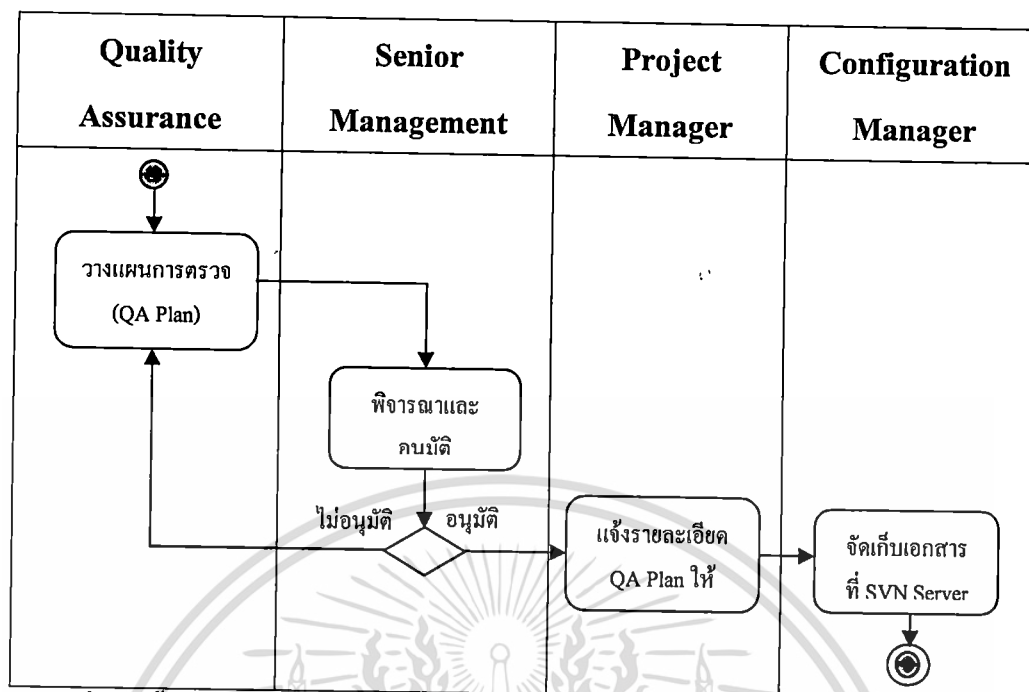 Quality
Assurance
Senior
Management
Project
Manager
Configuration
Manager
วางแผนการตรวจ
(QA Plan)
พิจารณาและ
คบมัติ
ไม่อนุมัติ
อนุมัติ
แจ้งรายละเอียด
QA Plan ให้
จัดเก็บเอกสาร
ที่ SVN Server